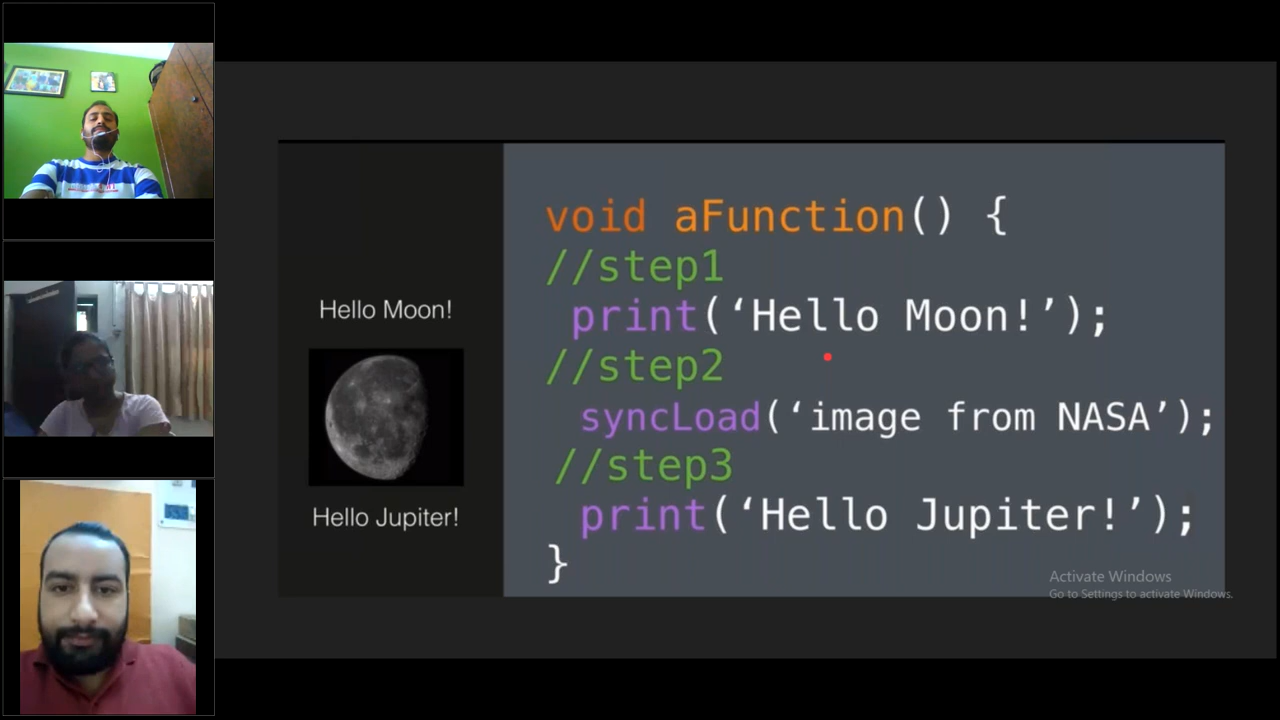 Hello Moon!
Hello Jupiter!
void aFunction() {
//step1
print(‘Hello Moon!’);
//step2
syncLoad(‘image from NASA’);
//step3
print(‘Hello Jupiter!’);
}
Activate Windows
Go to Settings to activate Windows.